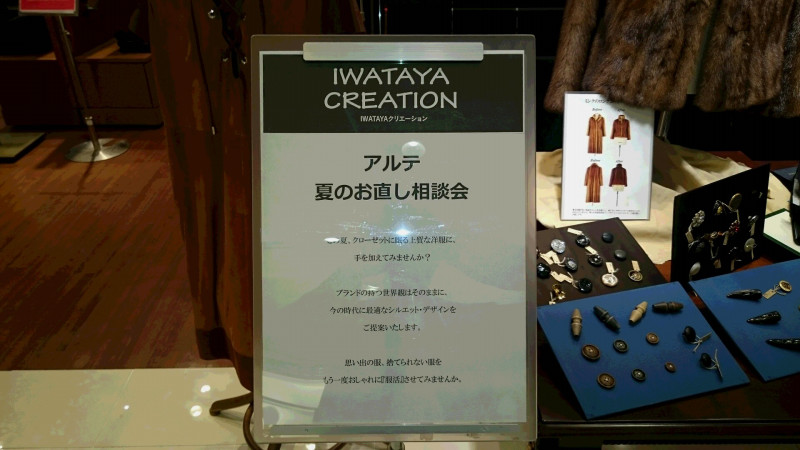 IWATAYA
CREATION
IWATAYAクリエーション
アルテ
夏のお直し相談会
夏、クローゼットに眠る上質な洋服に、
手を加えてみませんか？
ブランドの持つ世界観はそのままに、
今の時代に最適なシルエット・デザインを
ご提案いたします。
思い出の服、捨てられない服を
もう一度おしゃれに『服活』させてみませんか。